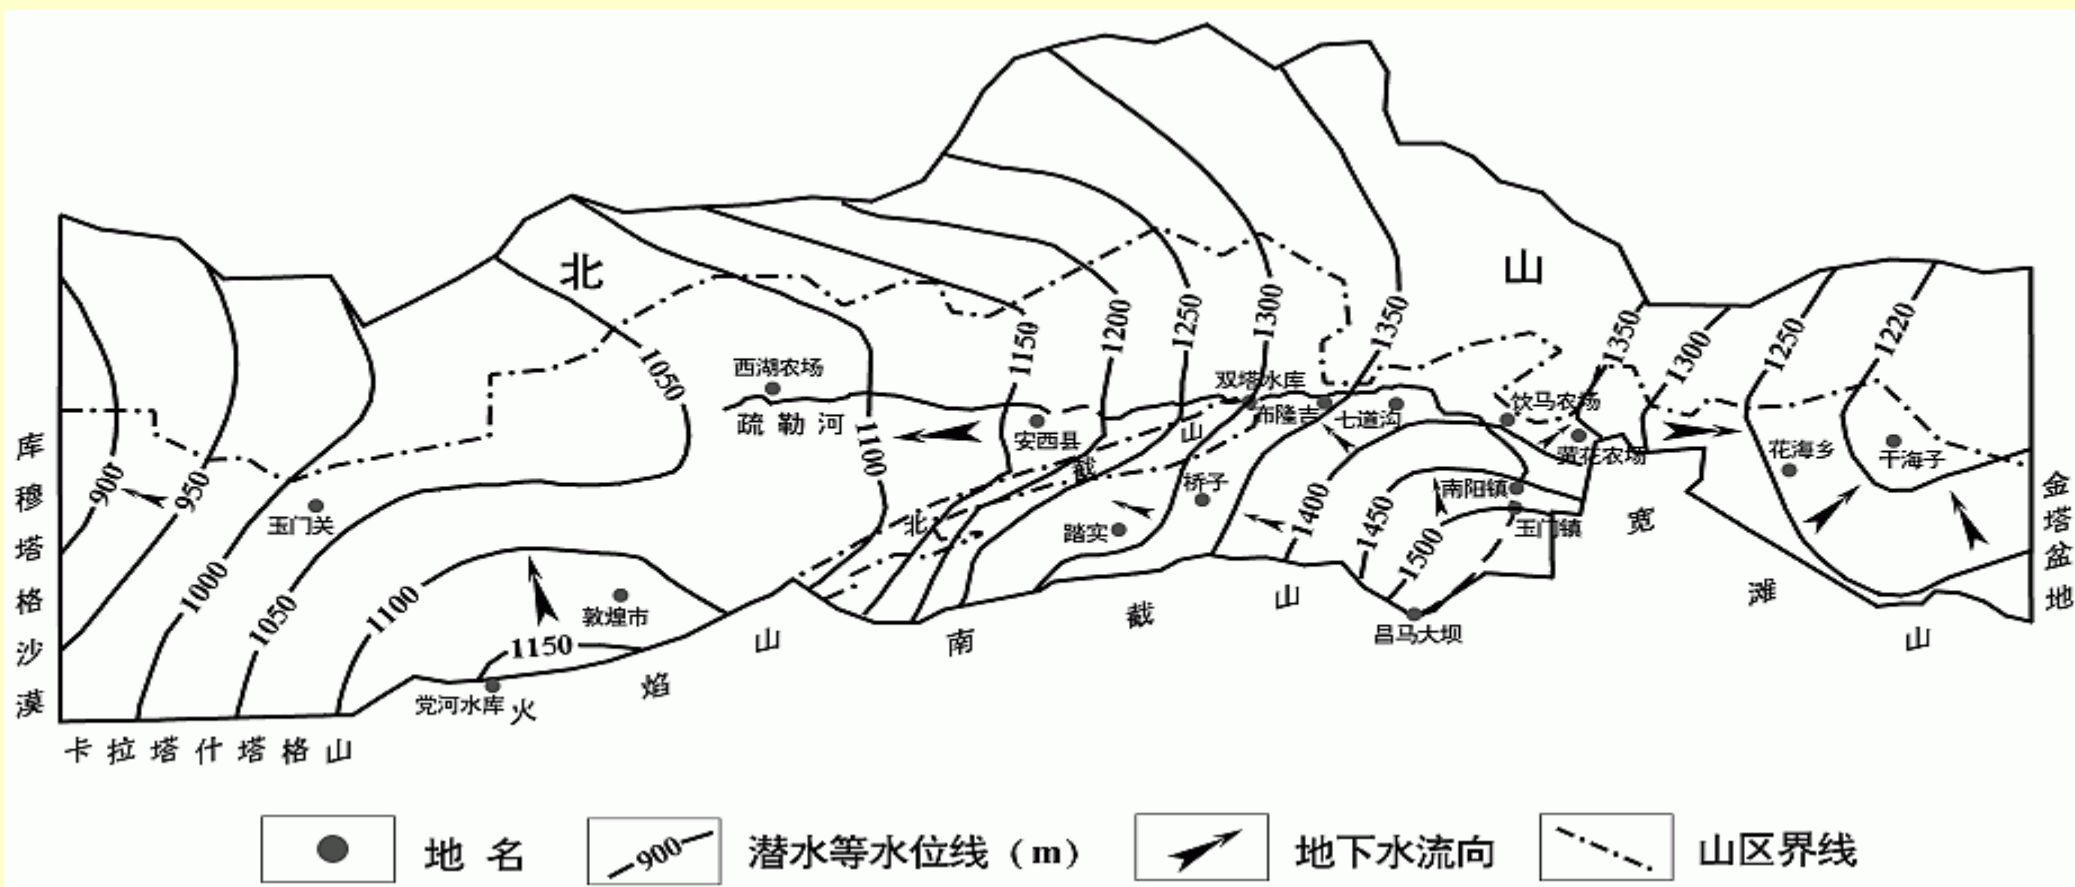 北
山
1050
1100
1150
1200
1250
1300
1350
1350
1300
1250
1220
西湖农场
疏勒河
安西县
双塔水库
布隆吉
七道沟
饮马农场
黄花农场
花海乡
干海子
900
950
玉门关
1000
1050
1100
1150
敦煌市
党河水库
北
截
山
踏实
桥子
1400
1450
1500
南阳镇
玉门镇
昌马大坝
库穆塔格沙漠
卡拉塔什塔格山
火焰山
南截山
宽滩山
金塔盆地
地 名
900
潜水等水位线（m）
地下水流向
山区界线